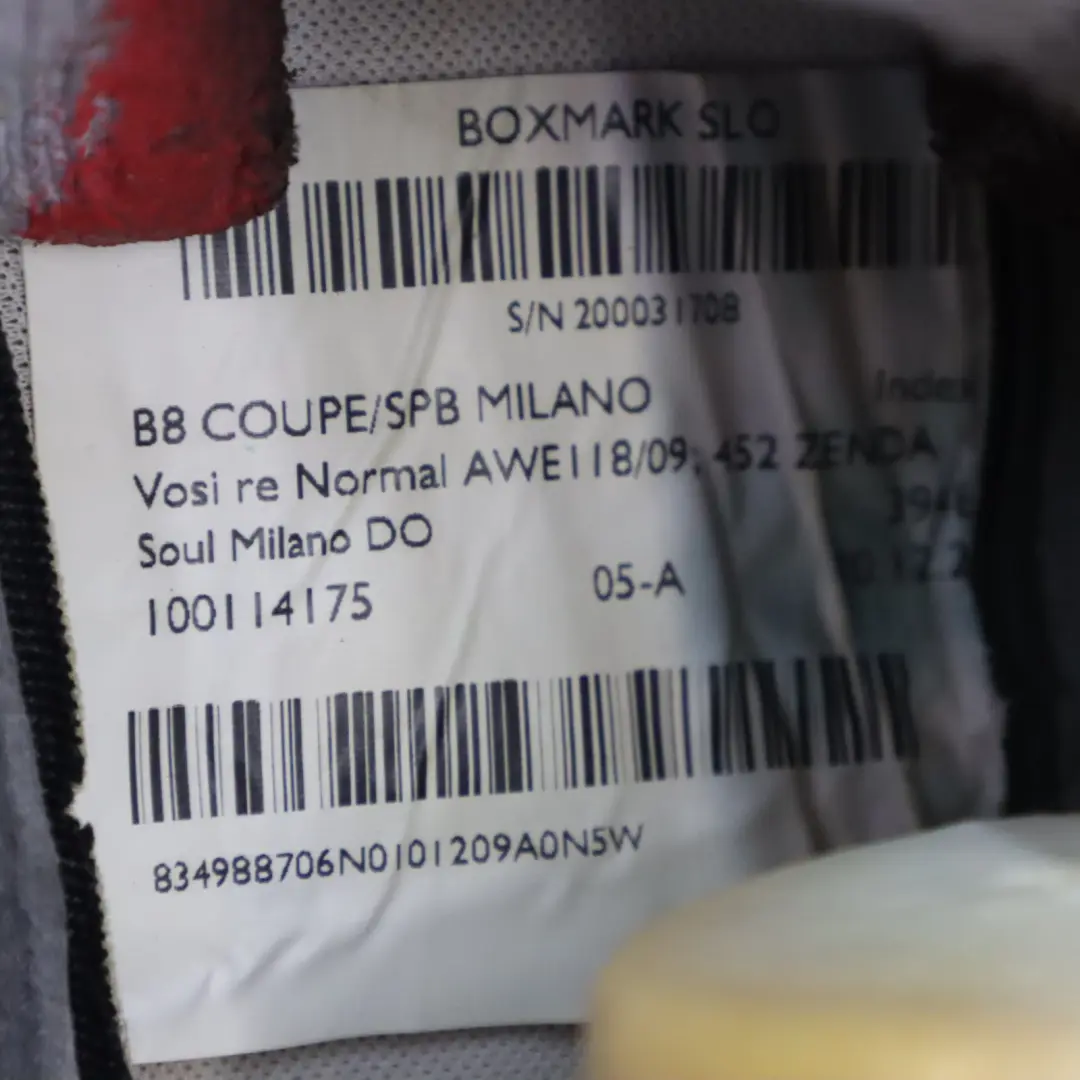 BOXMARK SLO
S/N 200031708
B8 COUPE/SPB MILANO
Index
Vosi re Normal AWE118/09; 452 ZENDA
Soul Milano DO
100114175 05-A
834988706N0101209A0N5W